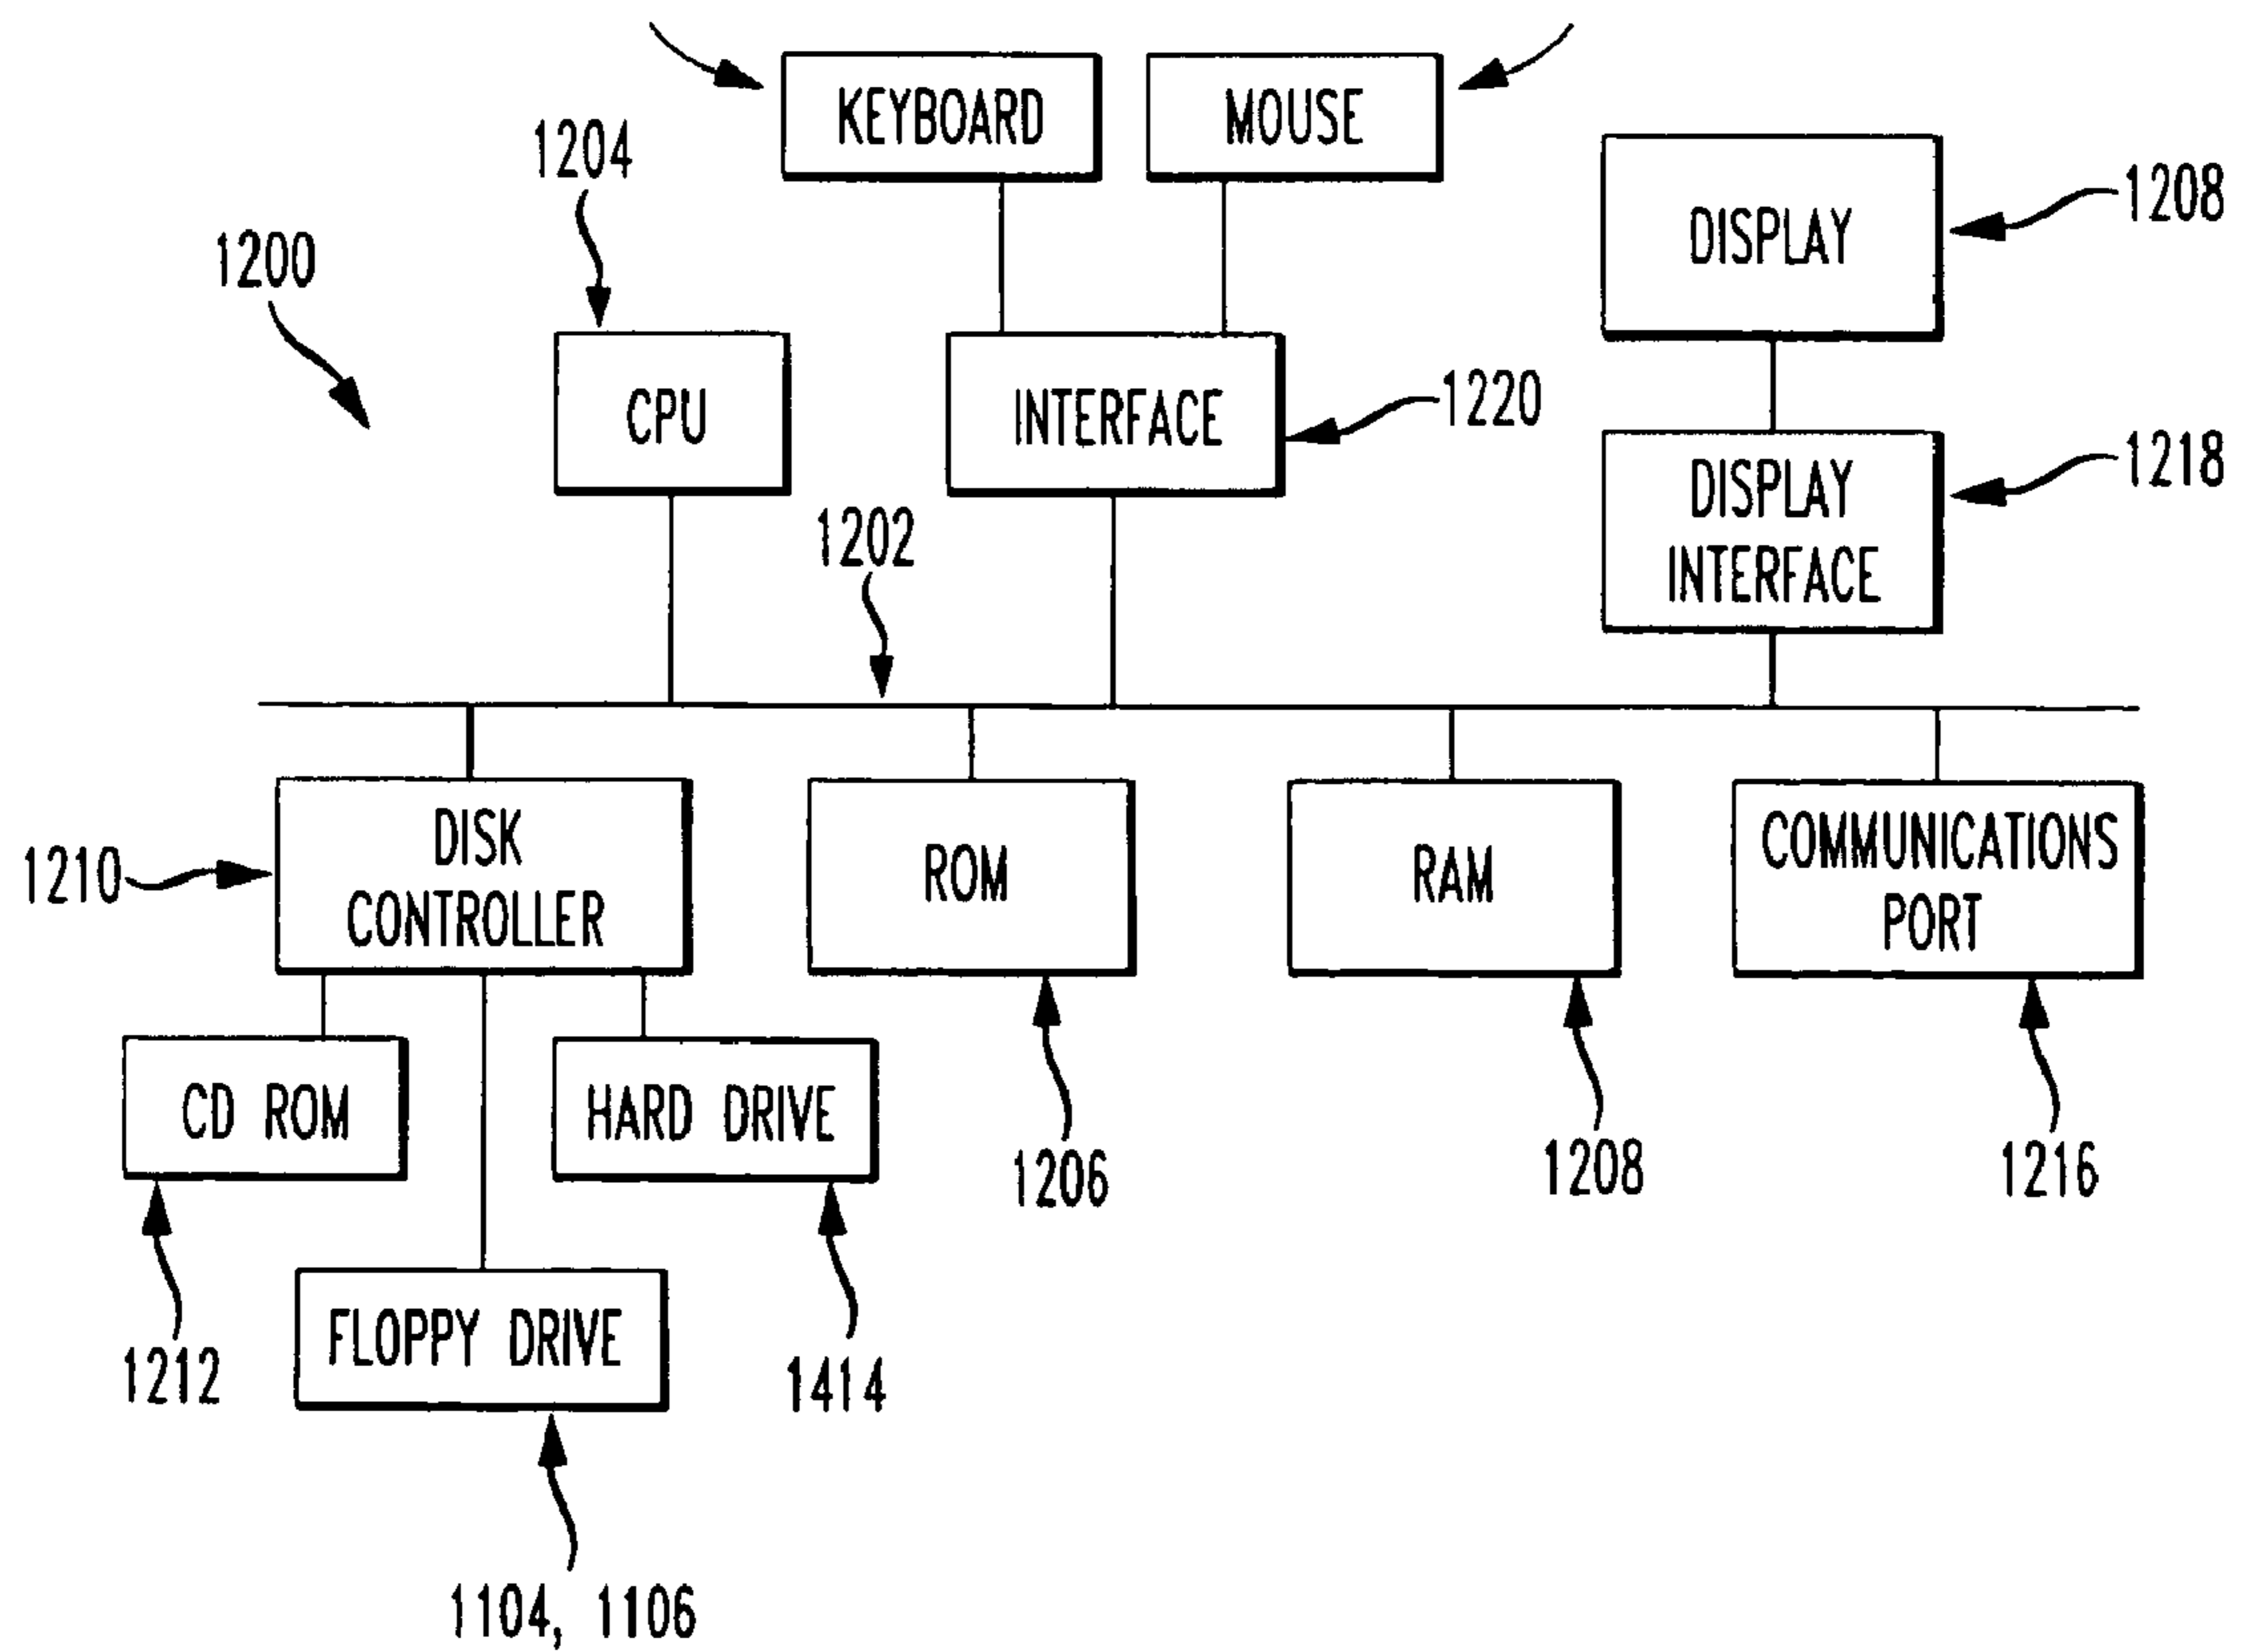 KEYBOARD
MOUSE
1204
DISPLAY
1208
1200
CPU
INTERFACE
1220
DISPLAY
INTERFACE
1218
1202
DISK
CONTROLLER
1210
ROM
RAM
COMMUNICATIONS
PORT
CD ROM
HARD DRIVE
1206
1208
1216
FLOPPY DRIVE
1212
1414
1104, 1106